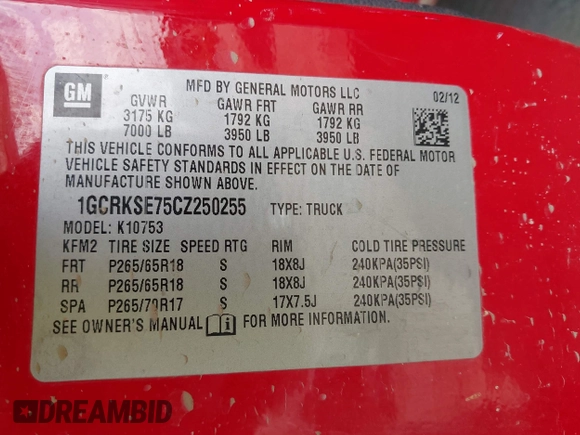 GM
MFD BY GENERAL MOTORS LLC
02/12
GVWR GAWR FRT GAWR RR
3175 KG 1792 KG 1792 KG
7000 LB 3950 LB 3950 LB
THIS VEHICLE CONFORMS TO ALL APPLICABLE U.S. FEDERAL MOTOR
VEHICLE SAFETY STANDARDS IN EFFECT ON THE DATE OF
MANUFACTURE SHOWN ABOVE.
1GCRKSE75CZ250255 TYPE: TRUCK
MODEL: K10753
KFM2 TIRE SIZE SPEED RTG RIM COLD TIRE PRESSURE
FRT P265/65R18 S 18X8J 240KPA(35PSI)
RR P265/65R18 S 18X8J 240KPA(35PSI)
SPA P265/70R17 S 17X7.5J 240KPA(35PSI)
SEE OWNER'S MANUAL FOR MORE INFORMATION.
DREAMBID